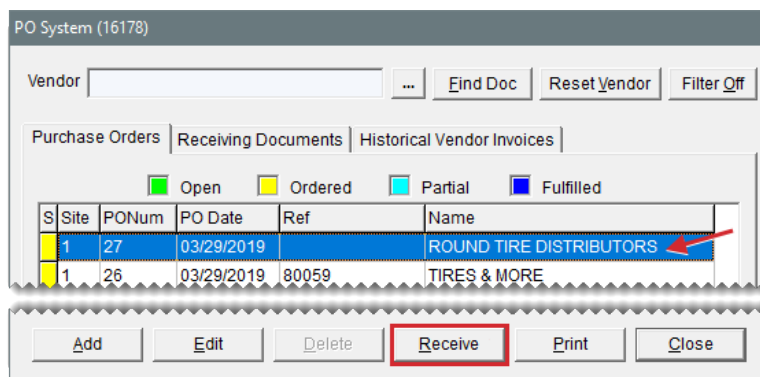 PO System (16178)
Vendor ... Find Doc Reset Vendor Filter Off
Purchase Orders Receiving Documents Historical Vendor Invoices
Open Ordered Partial Fulfilled
S Site PONum PO Date Ref Name
1 27 03/29/2019 ROUND TIRE DISTRIBUTORS
1 26 03/29/2019 80059 TIRES & MORE
Add Edit Delete Receive Print Close